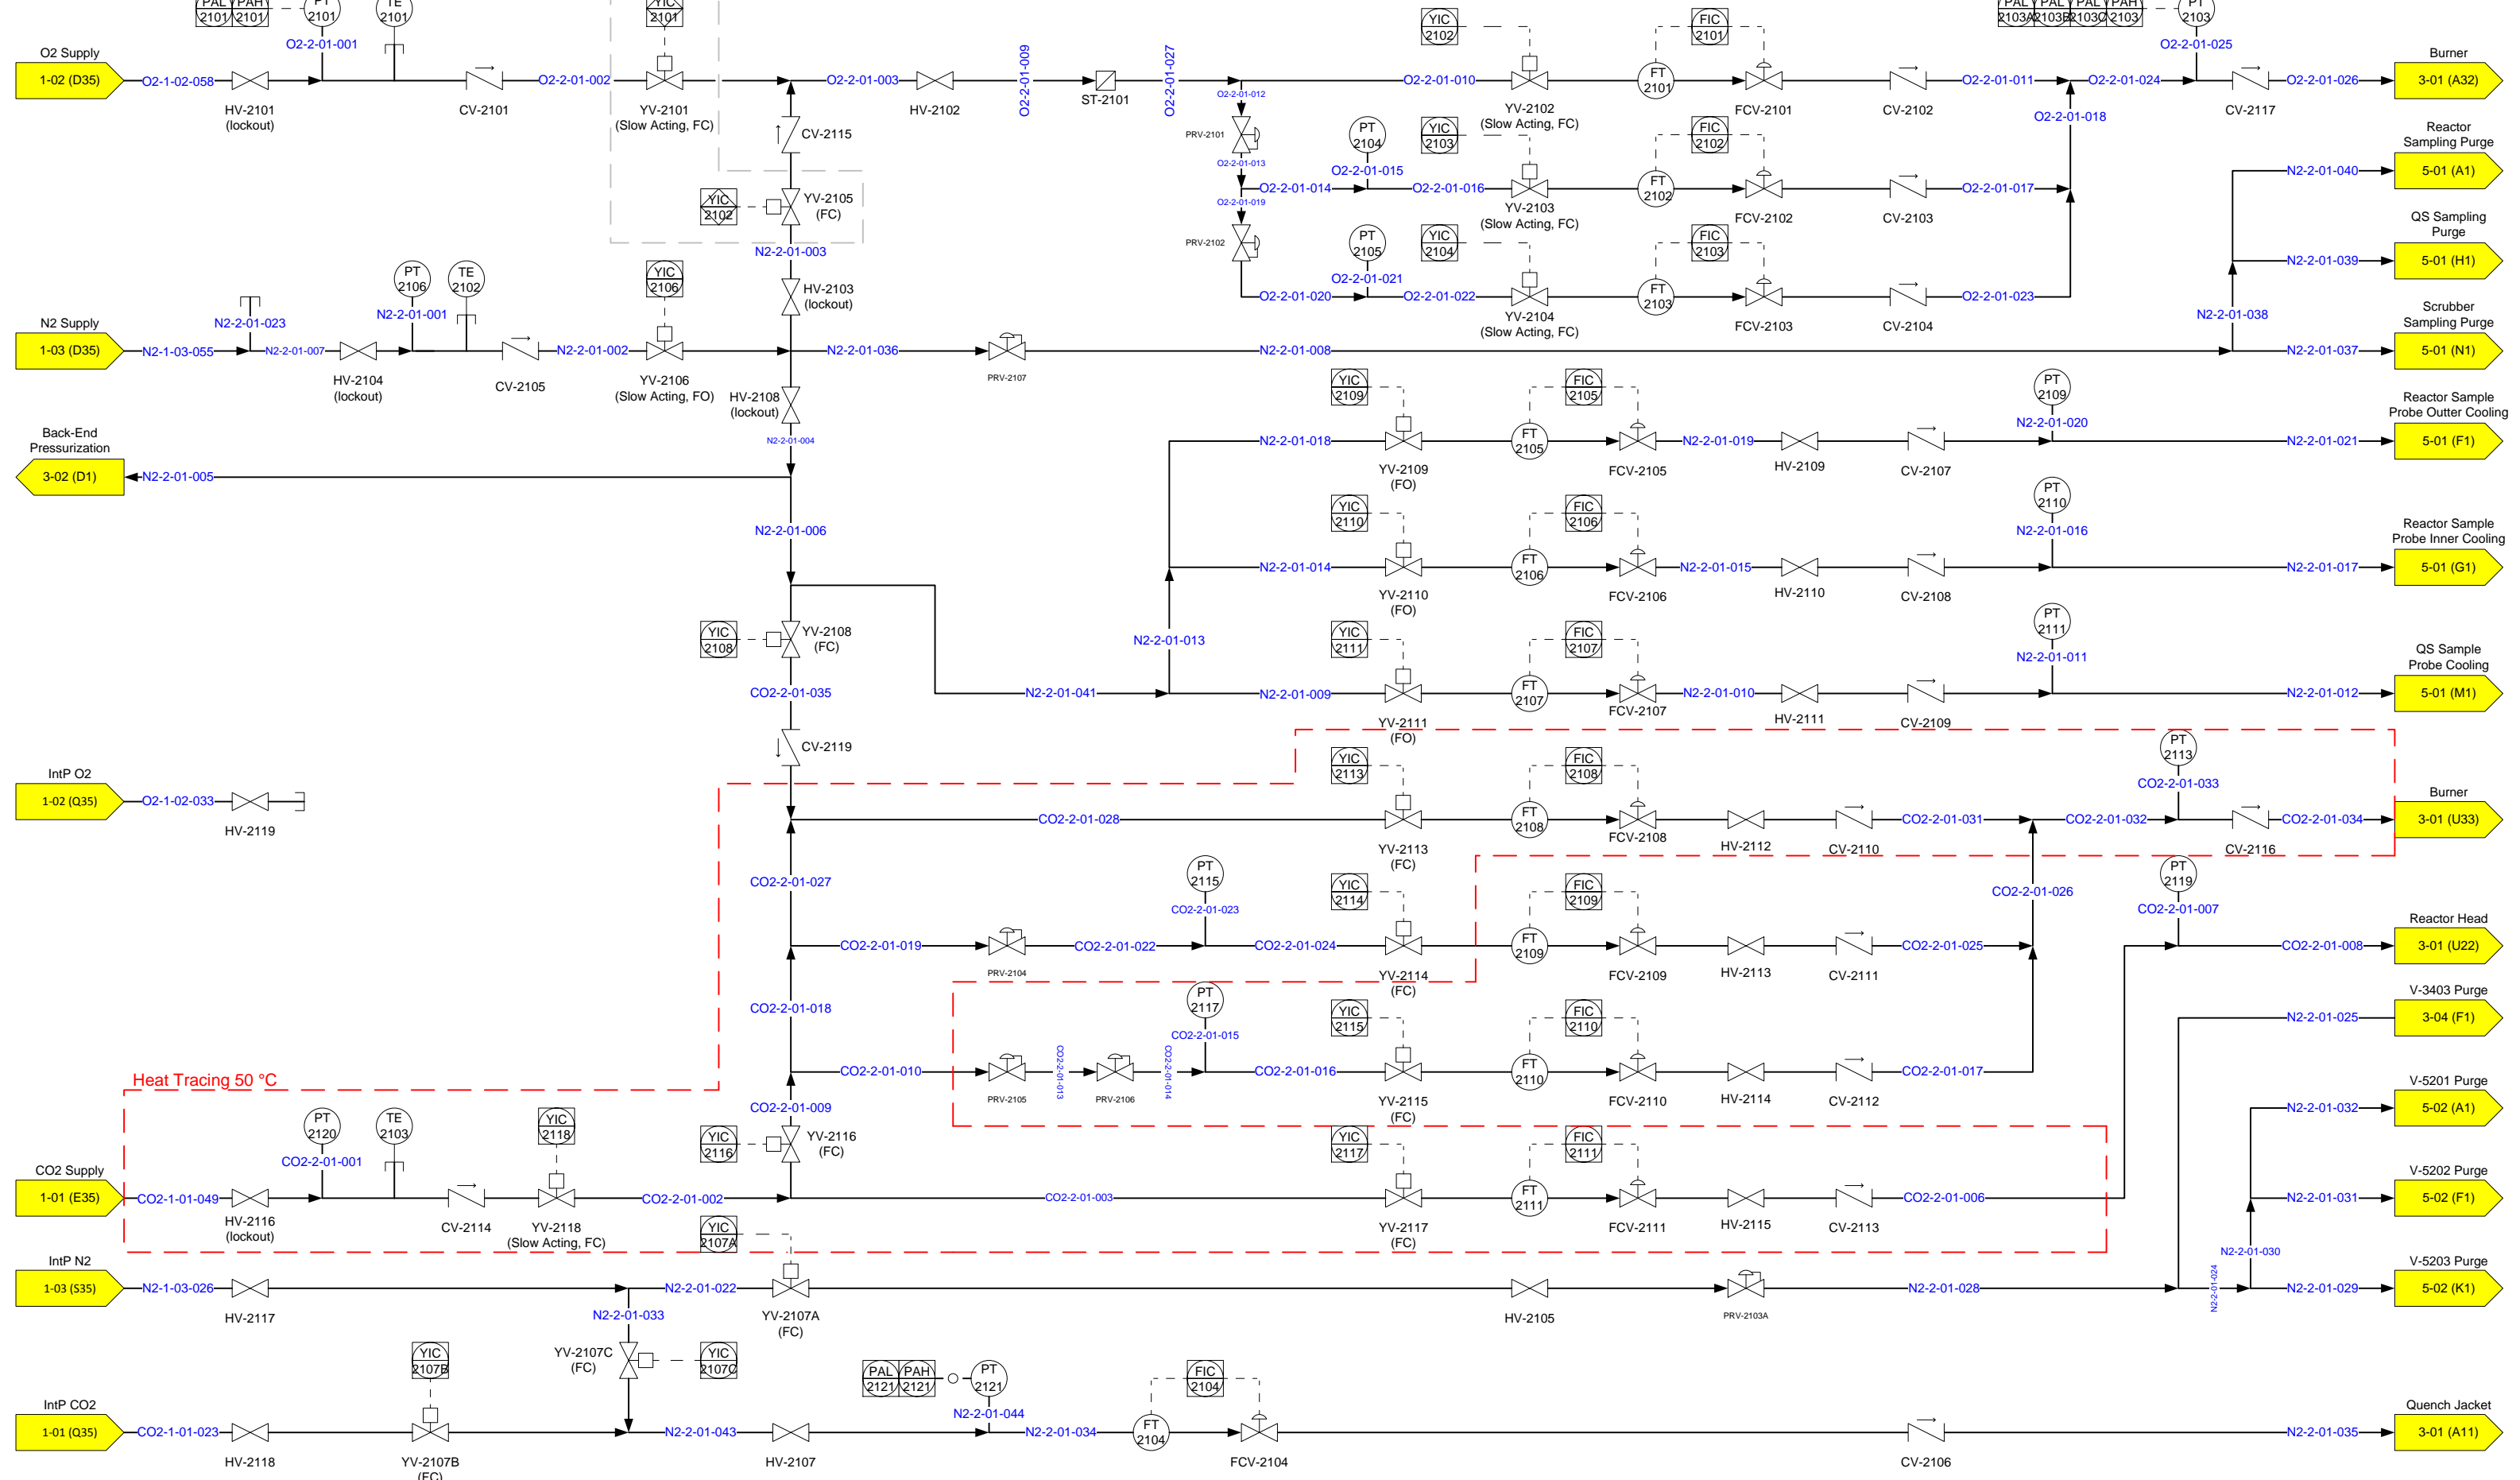 PAL
2101
PAH
2101
PT
2101
TE
2101
YIC
2101
YIC
2102
FIC
2101
PAL
2103A
PAL
2103B
PAL
2103C
PAH
2103
PT
2103
O2-2-01-001
O2-2-01-025
O2 Supply
1-02 (D35)
O2-1-02-058
HV-2101
(lockout)
CV-2101
O2-2-01-002
YV-2101
(Slow Acting, FC)
O2-2-01-003
HV-2102
O2-2-01-009
ST-2101
O2-2-01-027
O2-2-01-010
YV-2102
(Slow Acting, FC)
FT
2101
FCV-2101
CV-2102
O2-2-01-011
O2-2-01-024
CV-2117
O2-2-01-026
Burner
3-01 (A32)
O2-2-01-012
O2-2-01-018
CV-2115
PRV-2101
O2-2-01-013
PT
2104
O2-2-01-015
YIC
2103
FIC
2102
Reactor
Sampling Purge
5-01 (A1)
N2-2-01-040
O2-2-01-014
O2-2-01-016
YV-2103
(Slow Acting, FC)
FT
2102
FCV-2102
CV-2103
O2-2-01-017
YIC
2102
YV-2105
(FC)
O2-2-01-019
PRV-2102
PT
2105
O2-2-01-021
YIC
2104
FIC
2103
QS Sampling
Purge
5-01 (H1)
N2-2-01-039
N2-2-01-003
HV-2103
(lockout)
O2-2-01-020
O2-2-01-022
YV-2104
(Slow Acting, FC)
FT
2103
FCV-2103
CV-2104
O2-2-01-023
N2-2-01-038
PT
2106
TE
2102
YIC
2106
N2-2-01-023
N2-2-01-001
N2 Supply
1-03 (D35)
N2-1-03-055
N2-2-01-007
HV-2104
(lockout)
CV-2105
N2-2-01-002
YV-2106
(Slow Acting, FO)
N2-2-01-036
PRV-2107
N2-2-01-008
N2-2-01-037
Scrubber
Sampling Purge
5-01 (N1)
HV-2108
(lockout)
N2-2-01-004
YIC
2109
FIC
2105
PT
2109
N2-2-01-020
Reactor Sample
Probe Outter Cooling
5-01 (F1)
N2-2-01-018
YV-2109
(FO)
FT
2105
FCV-2105
N2-2-01-019
HV-2109
CV-2107
N2-2-01-021
Back-End
Pressurization
3-02 (D1)
N2-2-01-005
N2-2-01-006
YIC
2110
FIC
2106
PT
2110
N2-2-01-016
Reactor Sample
Probe Inner Cooling
5-01 (G1)
N2-2-01-014
YV-2110
(FO)
FT
2106
FCV-2106
N2-2-01-015
HV-2110
CV-2108
N2-2-01-017
YIC
2108
YV-2108
(FC)
N2-2-01-013
YIC
2111
FIC
2107
PT
2111
N2-2-01-011
QS Sample
Probe Cooling
5-01 (M1)
CO2-2-01-035
N2-2-01-041
N2-2-01-009
YV-2111
(FO)
FT
2107
FCV-2107
N2-2-01-010
HV-2111
CV-2109
N2-2-01-012
CV-2119
IntP O2
1-02 (Q35)
O2-1-02-033
HV-2119
YIC
2113
FIC
2108
PT
2113
CO2-2-01-033
CO2-2-01-028
YV-2113
(FC)
FT
2108
FCV-2108
HV-2112
CV-2110
CO2-2-01-031
CO2-2-01-032
CV-2116
CO2-2-01-034
Burner
3-01 (U33)
CO2-2-01-027
PT
2115
CO2-2-01-023
YIC
2114
FIC
2109
CO2-2-01-026
PT
2119
CO2-2-01-007
CO2-2-01-019
PRV-2104
CO2-2-01-022
CO2-2-01-024
YV-2114
(FC)
FT
2109
FCV-2109
HV-2113
CV-2111
CO2-2-01-025
Reactor Head
3-01 (U22)
CO2-2-01-008
CO2-2-01-018
PT
2117
CO2-2-01-015
YIC
2115
FIC
2110
V-3403 Purge
3-04 (F1)
N2-2-01-025
Heat Tracing 50 °C
CO2-2-01-010
PRV-2105
CO2-2-01-013
PRV-2106
CO2-2-01-014
CO2-2-01-016
YV-2115
(FC)
FT
2110
FCV-2110
HV-2114
CV-2112
CO2-2-01-017
CO2-2-01-009
V-5201 Purge
5-02 (A1)
N2-2-01-032
PT
2120
TE
2103
YIC
2118
YIC
2116
YV-2116
(FC)
YIC
2117
FIC
2111
CO2-2-01-001
CO2 Supply
1-01 (E35)
CO2-1-01-049
HV-2116
(lockout)
CV-2114
YV-2118
(Slow Acting, FC)
CO2-2-01-002
CO2-2-01-003
YV-2117
(FC)
FT
2111
FCV-2111
HV-2115
CV-2113
CO2-2-01-006
V-5202 Purge
5-02 (F1)
N2-2-01-031
YIC
2107A
N2-2-01-030
IntP N2
1-03 (S35)
N2-1-03-026
HV-2117
N2-2-01-022
YV-2107A
(FC)
HV-2105
PRV-2103A
N2-2-01-028
N2-2-01-024
N2-2-01-029
V-5203 Purge
5-02 (K1)
N2-2-01-033
YV-2107C
(FC)
YIC
2107C
YIC
2107B
PAL
2121
PAH
2121
PT
2121
FIC
2104
N2-2-01-044
IntP CO2
1-01 (Q35)
CO2-1-01-023
HV-2118
YV-2107B
(FC)
N2-2-01-043
HV-2107
N2-2-01-034
FT
2104
FCV-2104
CV-2106
N2-2-01-035
Quench Jacket
3-01 (A11)